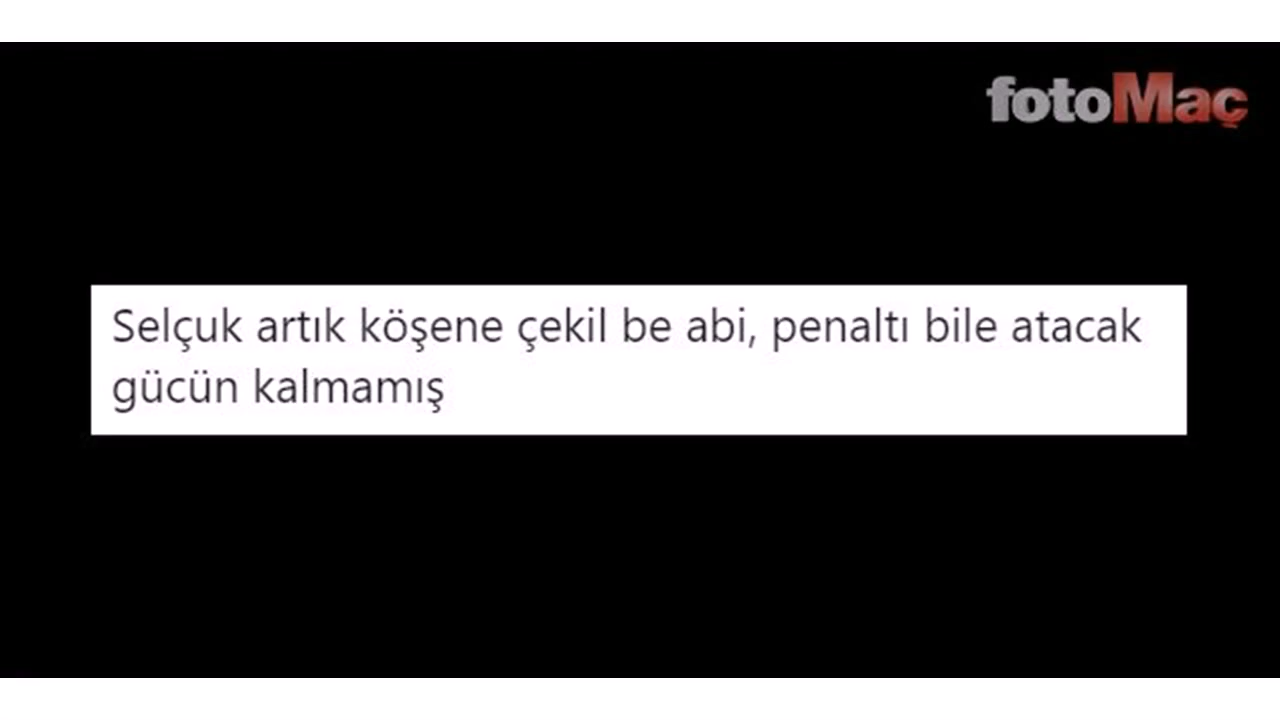 fotoMaç
Selçuk artık köşene çekil be abi, penaltı bile atacak
gücün kalmamış